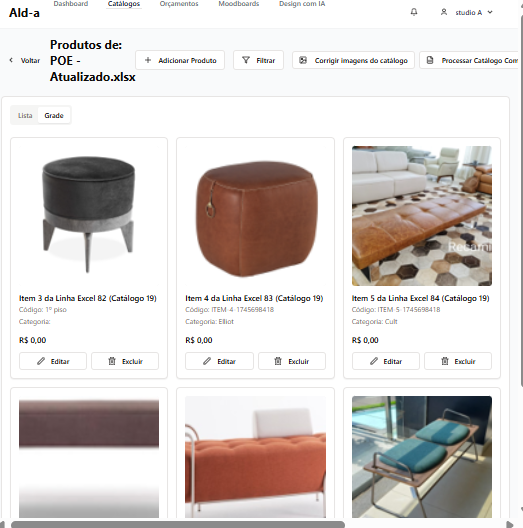 Ald-a
Dashboard Catálogos Orçamentos Moodboards Design com IA
studio A
Voltar
Produtos de:
POE -
Atualizado.xlsx
Adicionar Produto
Filtrar
Corrigir imagens do catálogo
Processar Catálogo Com
Lista Grade
Item 3 da Linha Excel 82 (Catálogo 19)
Código: 1º piso
Categoria:
R$ 0,00
Editar Excluir
Item 4 da Linha Excel 83 (Catálogo 19)
Código: ITEM-4-1745698418
Categoria: Elliot
R$ 0,00
Editar Excluir
Item 5 da Linha Excel 84 (Catálogo 19)
Código: ITEM-5-1745698418
Categoria: Cult
R$ 0,00
Editar Excluir